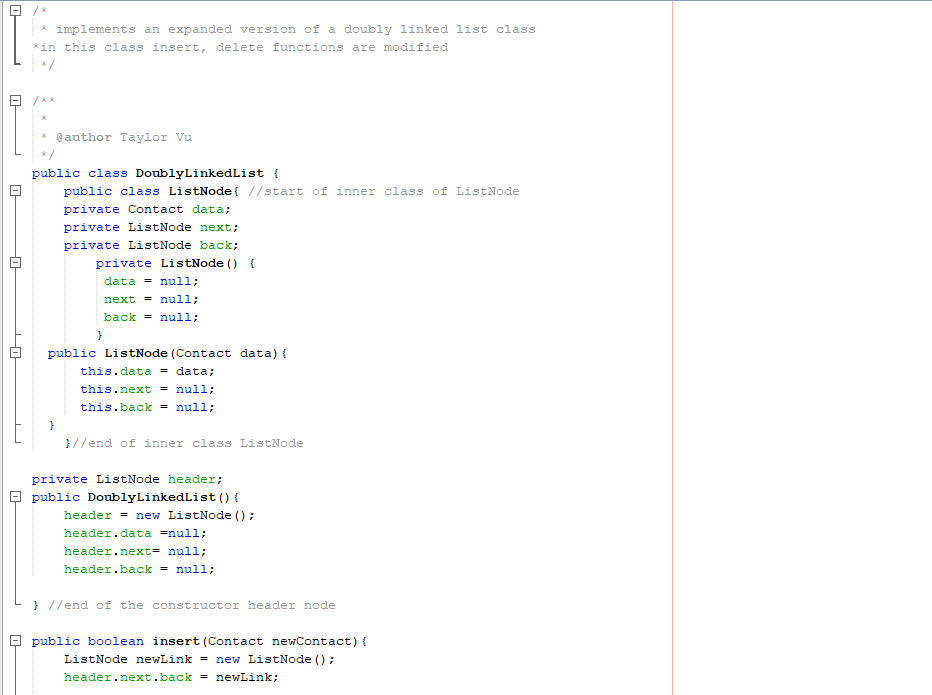 /*
 * implements an expanded version of a doubly linked list class
*in this class insert, delete functions are modified
 */
/**
 *
 * @author Taylor Vu
 */
public class DoublyLinkedList {
    public class ListNode{ //start of inner class of ListNode
    private Contact data;
    private ListNode next;
    private ListNode back;
        private ListNode() {
         data = null;
         next = null;
         back = null;
        }
  public ListNode(Contact data){
      this.data = data;
      this.next = null;
      this.back = null;
  }
    }//end of inner class ListNode
private ListNode header;
public DoublyLinkedList(){
    header = new ListNode();
    header.data =null;
    header.next= null;
    header.back = null;
} //end of the constructor header node
public boolean insert(Contact newContact){
    ListNode newLink = new ListNode();
    header.next.back = newLink;